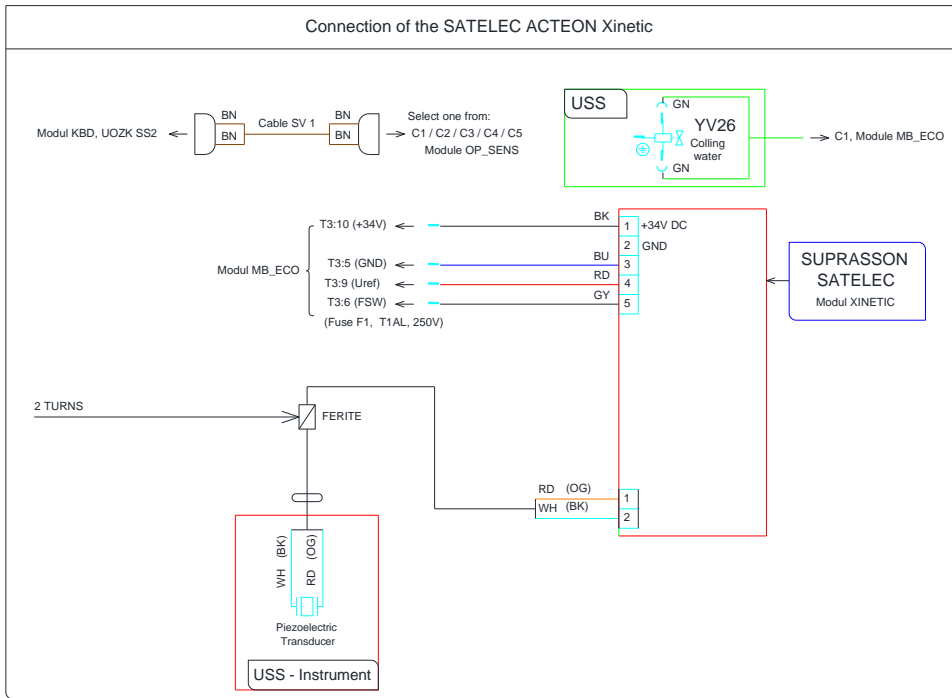 Connection of the SATELEC ACTEON Xinetic
BN
BN
Cable SV 1
BN
BN
Modul KBD, UOZK SS2
Select one from:
C1 / C2 / C3 / C4 / C5
Module OP_SENS
USS
GN
YV26
Colling
water
GN
C1, Module MB_ECO
Modul MB_ECO
T3:10 (+34V)
BK
1
+34V DC
2
GND
T3:5 (GND)
BU
3
T3:9 (Uref)
RD
4
T3:6 (FSW)
GY
5
(Fuse F1, T1AL, 250V)
SUPRASSON
SATELEC
Modul XINETIC
2 TURNS
FERITE
RD (OG)
1
WH (BK)
2
WH (BK)
RD (OG)
Piezoelectric
Transducer
USS - Instrument